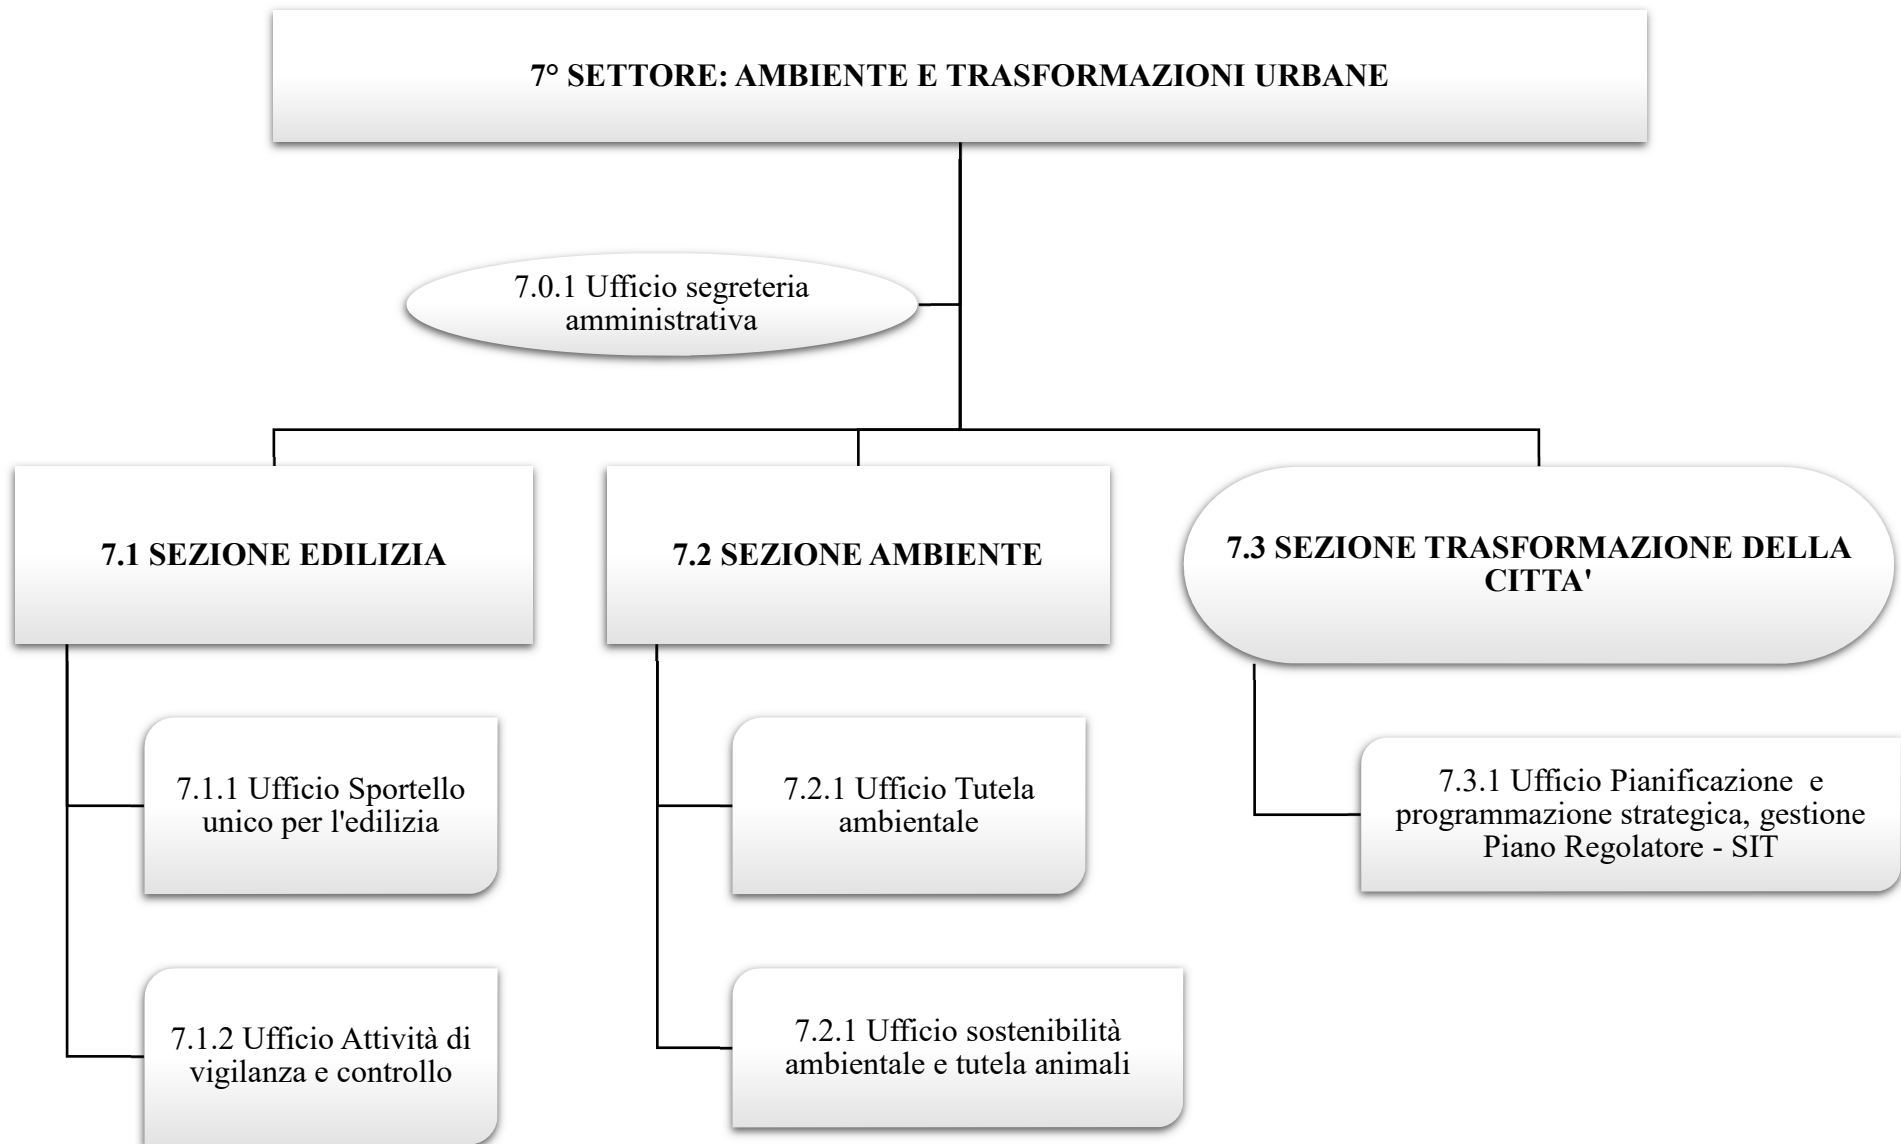 7° SETTORE: AMBIENTE E TRASFORMAZIONI URBANE
7.0.1 Ufficio segreteria
amministrativa
7.1 SEZIONE EDILIZIA
7.2 SEZIONE AMBIENTE
7.3 SEZIONE TRASFORMAZIONE DELLA
CITTA'
7.1.1 Ufficio Sportello
unico per l'edilizia
7.2.1 Ufficio Tutela
ambientale
7.3.1 Ufficio Pianificazione  e
programmazione strategica, gestione
Piano Regolatore - SIT
7.1.2 Ufficio Attività di
vigilanza e controllo
7.2.1 Ufficio sostenibilità
ambientale e tutela animali